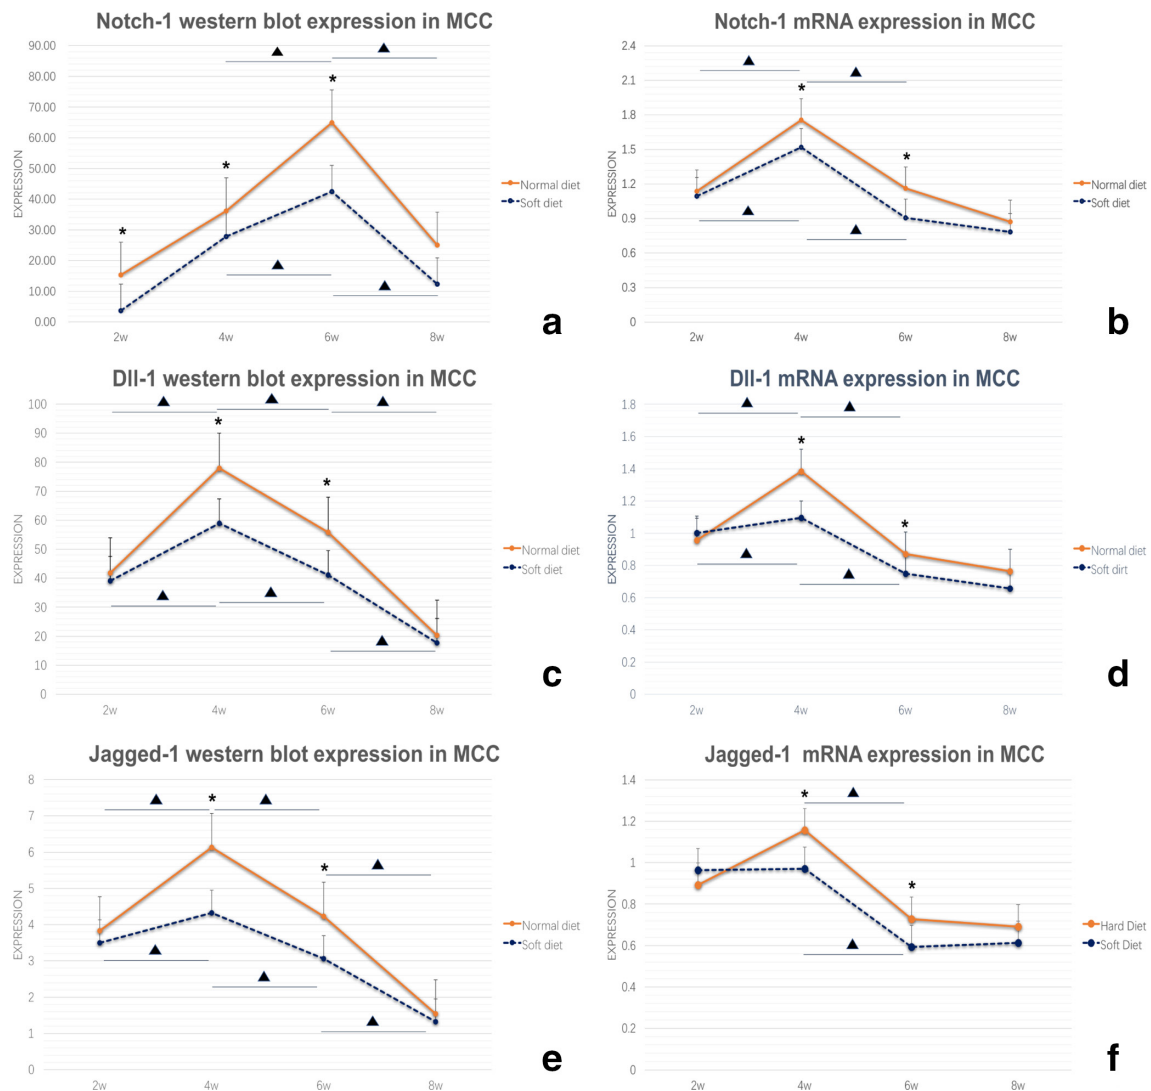 Notch-1 western blot expression in MCC
90.00
80.00
70.00
60.00
50.00
40.00
30.00
20.00
10.00
0.00
EXPRESSION
2w 4w 6w 8w
* * *
Normal diet
Soft diet
a
Notch-1 mRNA expression in MCC
2.4
2.1
1.8
1.5
1.2
0.9
0.6
0.3
0
EXPRESSION
2w 4w 6w 8w
* *
Normal diet
Soft diet
b
Dll-1 western blot expression in MCC
100
90
80
70
60
50
40
30
20
10
0
EXPRESSION
2w 4w 6w 8w
* *
Normal diet
Soft diet
c
Dll-1 mRNA expression in MCC
1.8
1.6
1.4
1.2
1
0.8
0.6
0.4
0.2
0
EXPRESSION
2w 4w 6w 8w
* *
Normal diet
Soft dirt
d
Jagged-1 western blot expression in MCC
8
7
6
5
4
3
2
1
0
EXPRESSION
2w 4w 6w 8w
* *
Normal diet
Soft diet
e
Jagged-1 mRNA expression in MCC
1.4
1.2
1
0.8
0.6
0.4
0.2
0
EXPRESSION
2w 4w 6w 8w
* *
Hard Diet
Soft Diet
f